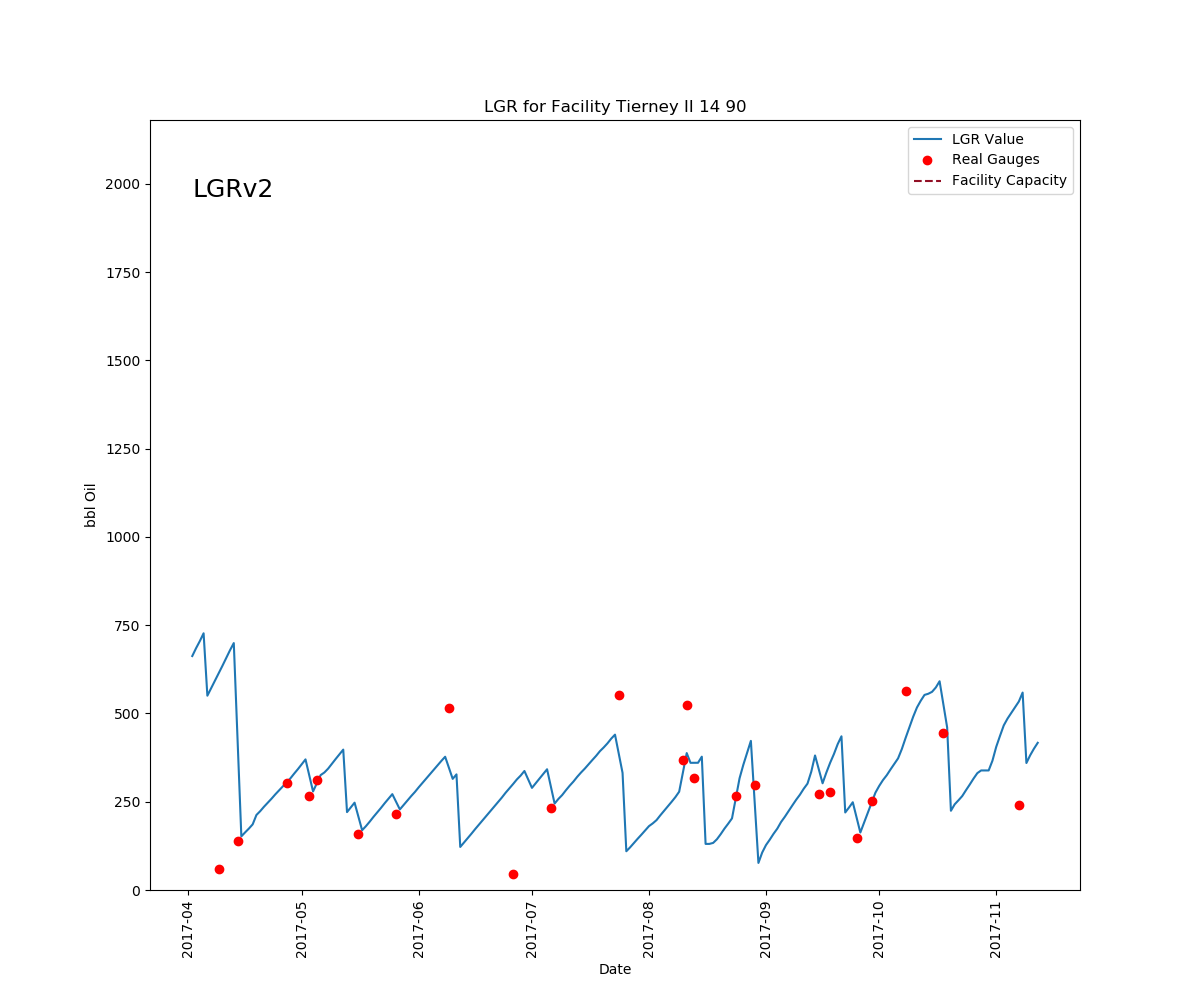 LGR for Facility Tierney II 14 90
LGR Value
Real Gauges
Facility Capacity
LGRv2
2000
1750
1500
1250
1000
750
500
250
0
bbl Oil
2017-04
2017-05
2017-06
2017-07
2017-08
2017-09
2017-10
2017-11
Date